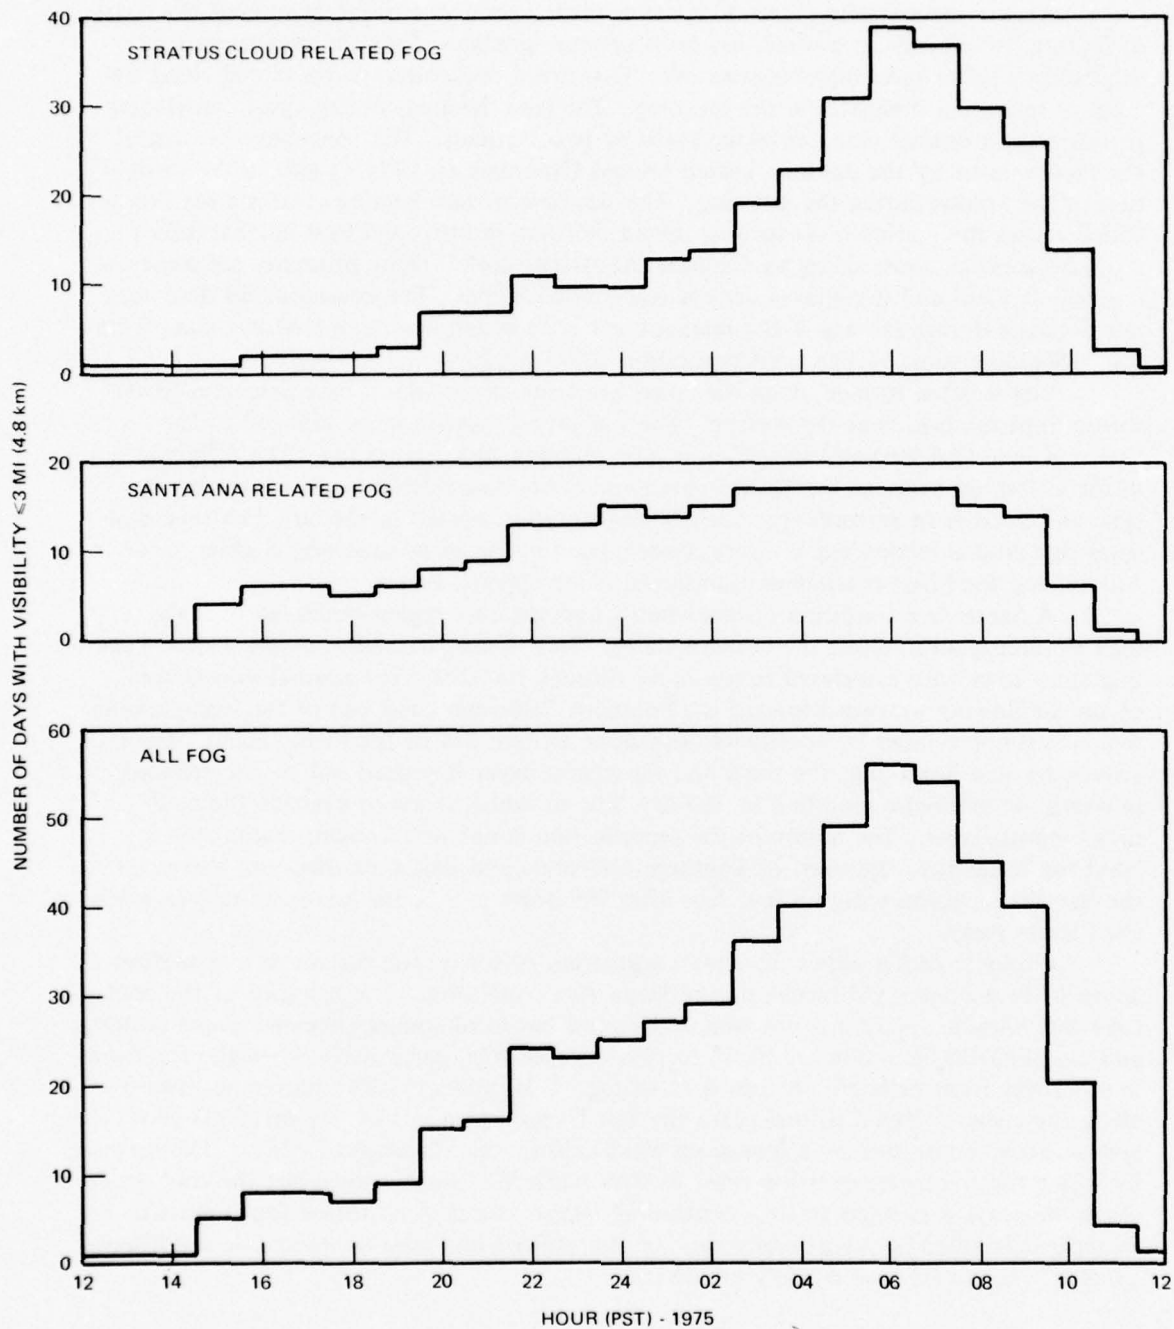 NUMBER OF DAYS WITH VISIBILITY ⩽3 MI (4.8 km)
40
STRATUS CLOUD RELATED FOG
30
20
10
0
20
SANTA ANA RELATED FOG
10
0
60
ALL FOG
50
40
30
20
10
0
12 14 16 18 20 22 24 02 04 06 08 10 12
HOUR (PST) - 1975